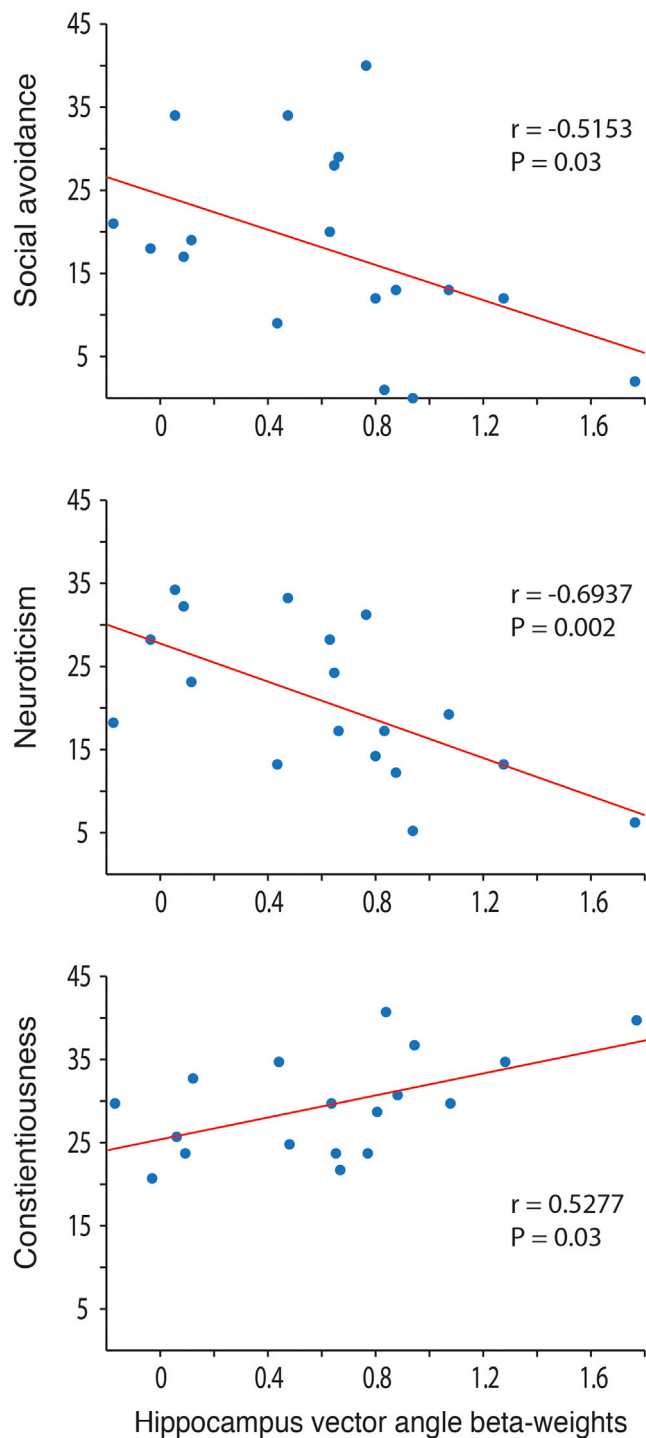 Social avoidance
45
35
25
15
5
r = -0.5153
P = 0.03
0 0.4 0.8 1.2 1.6
Neuroticism
45
35
25
15
5
r = -0.6937
P = 0.002
0 0.4 0.8 1.2 1.6
Constientiousness
45
35
25
15
5
r = 0.5277
P = 0.03
0 0.4 0.8 1.2 1.6
Hippocampus vector angle beta-weights